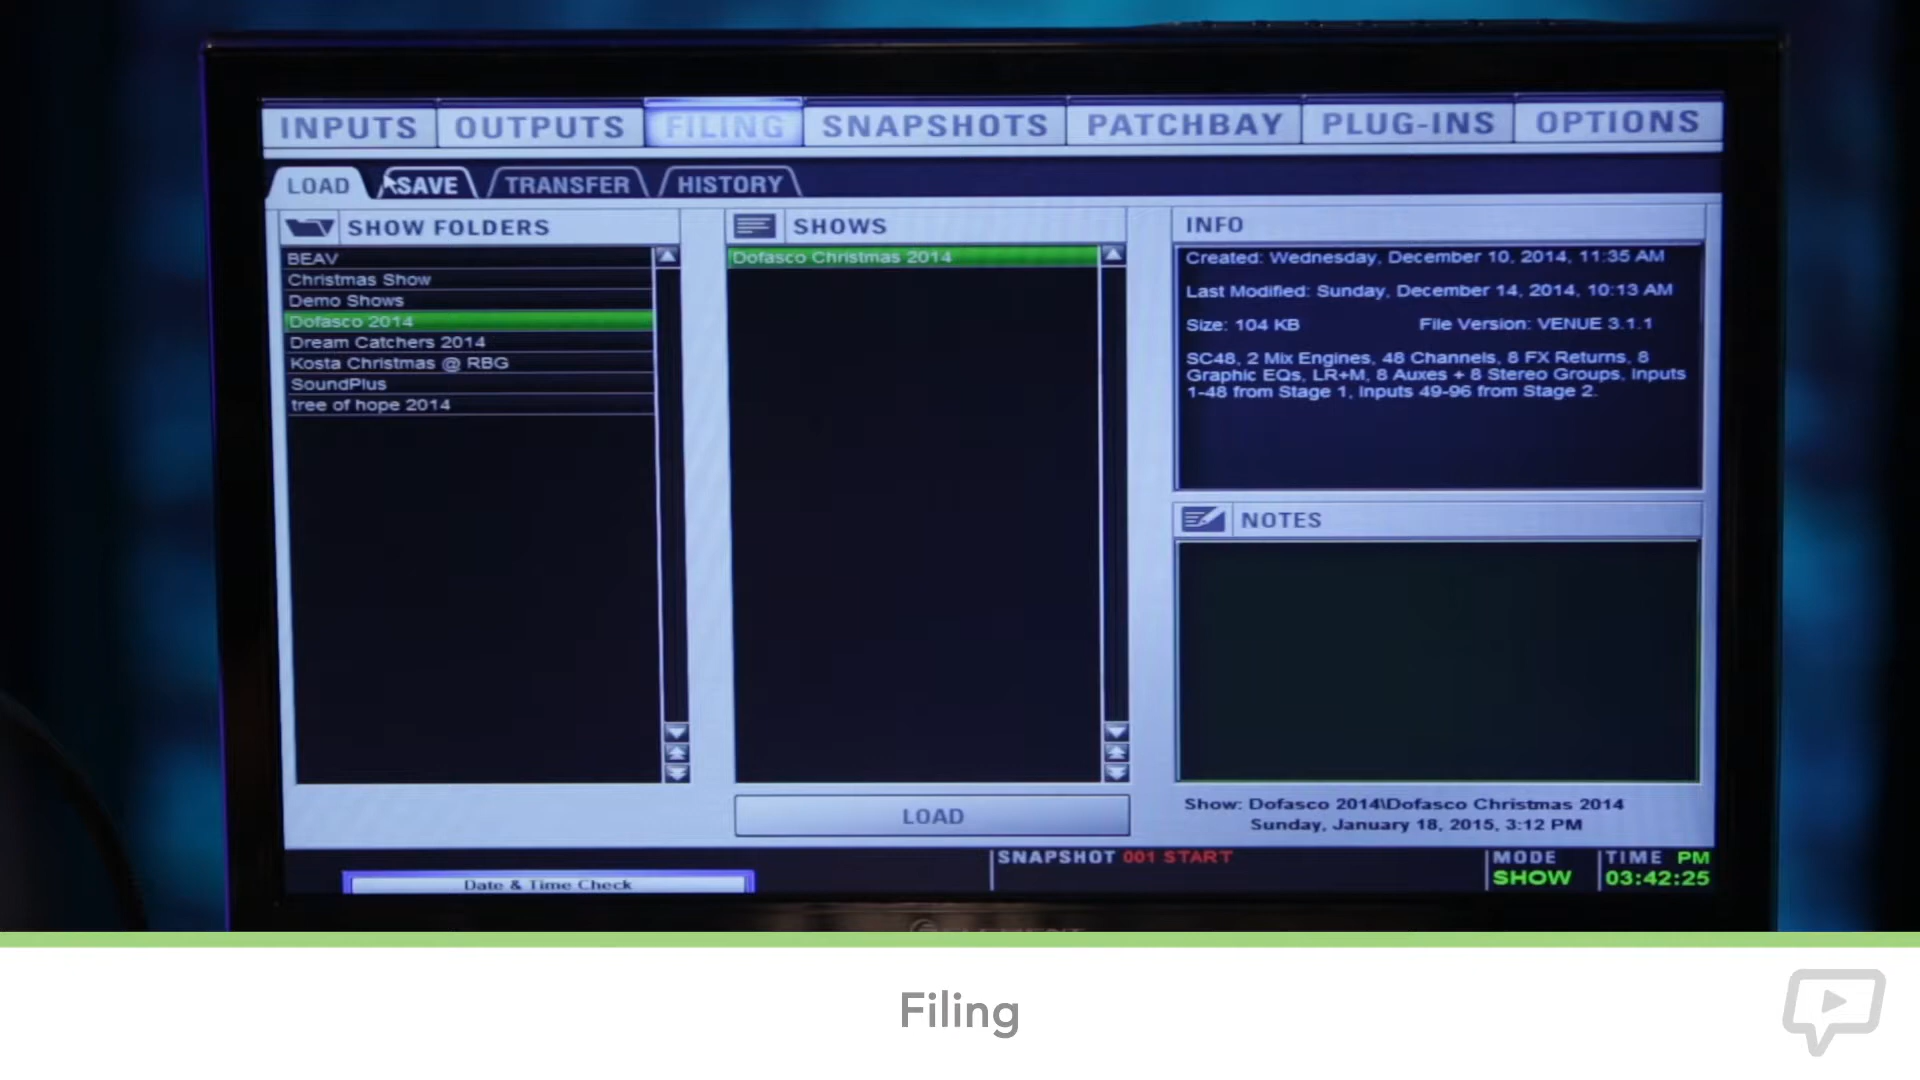 INPUTS OUTPUTS FILING SNAPSHOTS PATCHBAY PLUG-INS OPTIONS
LOAD SAVE TRANSFER HISTORY
SHOW FOLDERS
BEAV
Christmas Show
Demo Shows
Dofasco 2014
Dream Catchers 2014
Kosta Christmas @ RBG
SoundPlus
tree of hope 2014
SHOWS
Dofasco Christmas 2014
LOAD
INFO
Created: Wednesday, December 10, 2014, 11:35 AM
Last Modified: Sunday, December 14, 2014, 10:13 AM
Size: 104 KB File Version: VENUE 3.1.1
SC48, 2 Mix Engines, 48 Channels, 8 FX Returns, 8
Graphic EQs, LR+M, 8 Auxes + 8 Stereo Groups, Inputs
1-48 from Stage 1, Inputs 49-96 from Stage 2.
NOTES
Show: Dofasco 2014\Dofasco Christmas 2014
Sunday, January 18, 2015, 3:12 PM
Date & Time Check
SNAPSHOT 001 START
MODE
SHOW
TIME PM
03:42:25
Filing